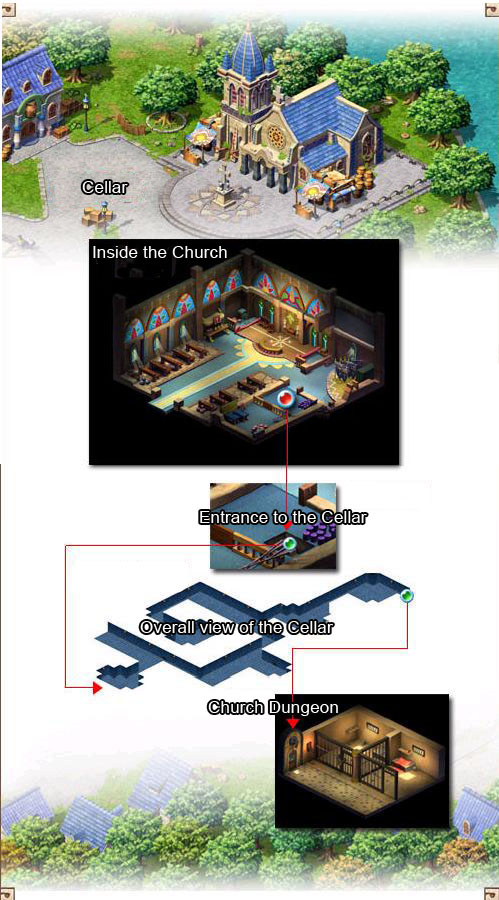 Cellar
Inside the Church
Entrance to the Cellar
Overall view of the Cellar
Church Dungeon